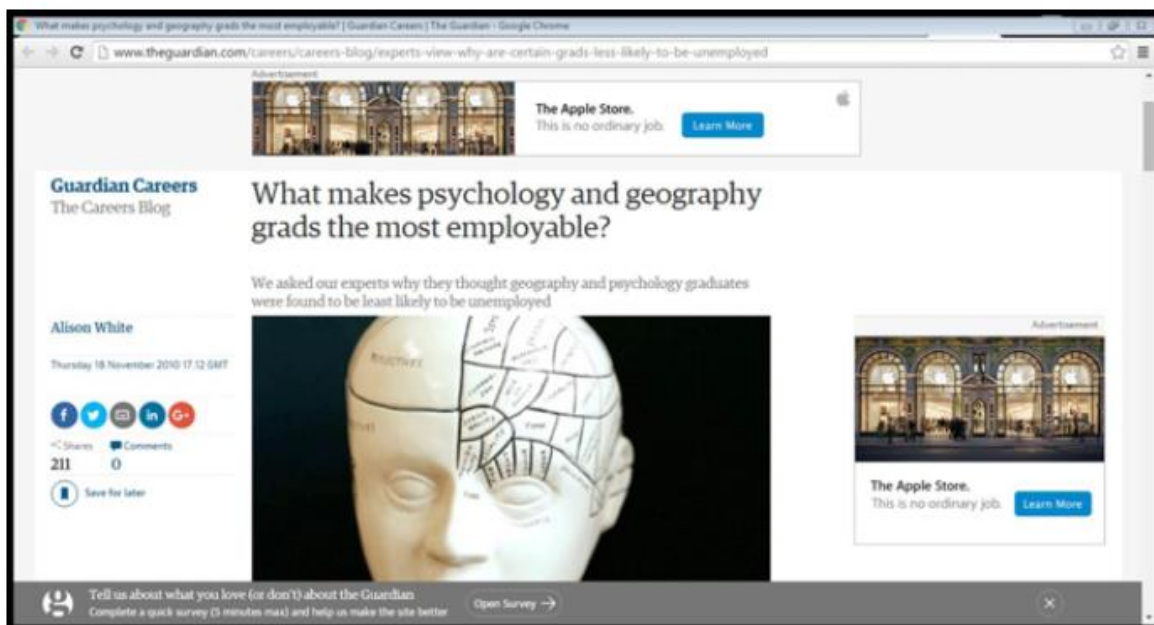 What makes psychology and geography grads the most employable? | Guardian Careers | The Guardian - Google Chrome
www.theguardian.com/careers/careers-blog/experts-view-why-are-certain-grads-less-likely-to-be-unemployed
Advertisement
The Apple Store.
This is no ordinary job.
Learn More
Guardian Careers
The Careers Blog
What makes psychology and geography
grads the most employable?
We asked our experts why they thought geography and psychology graduates
were found to be least likely to be unemployed
Alison White
Thursday 18 November 2010 17.12 GMT
Shares
Comments
211
0
Save for later
Advertisement
The Apple Store.
This is no ordinary job.
Learn More
Tell us about what you love (or don't) about the Guardian
Complete a quick survey (5 minutes max) and help us make the site better
Open Survey →